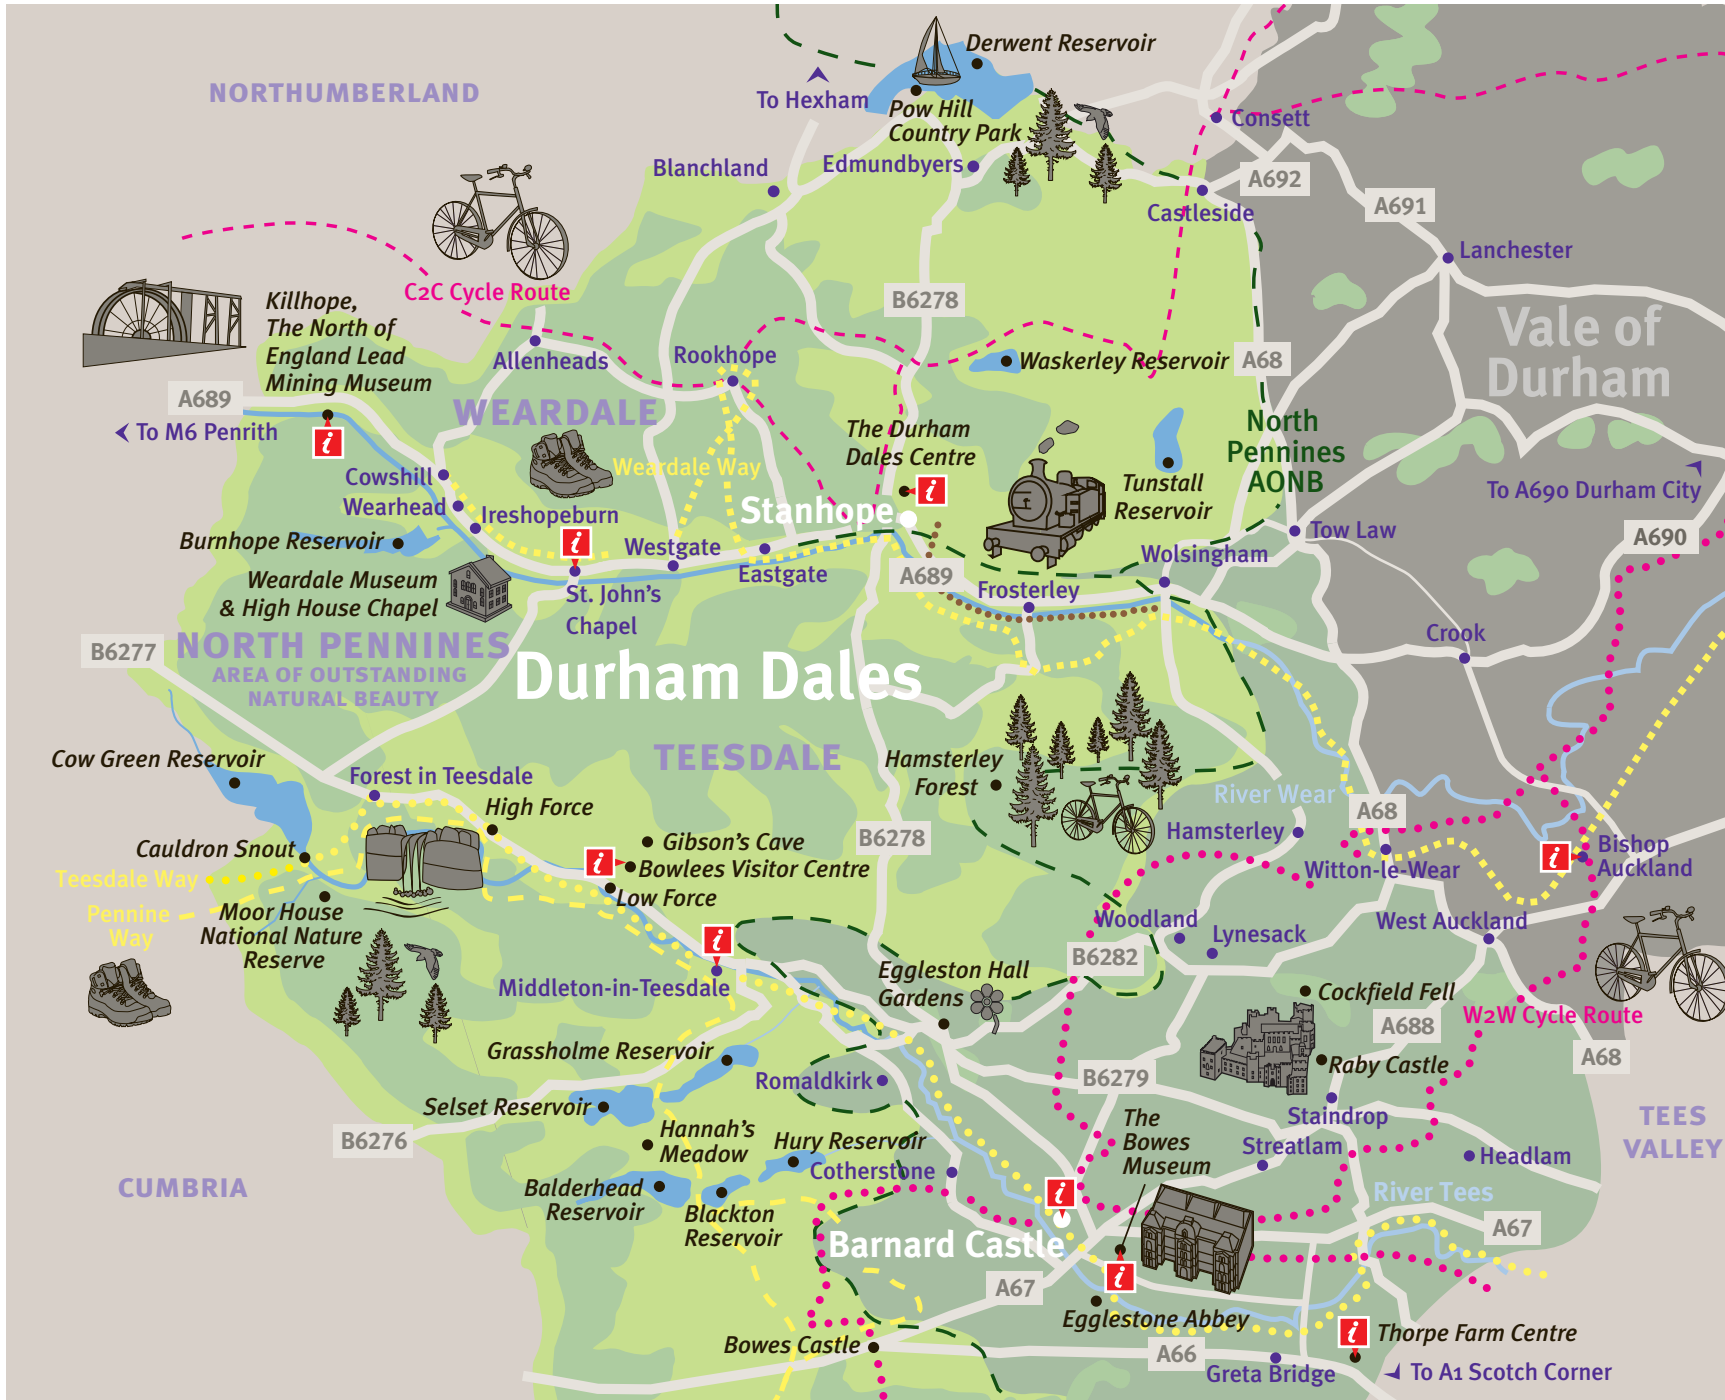 Derwent Reservoir
NORTHUMBERLAND
To Hexham
Pow Hill
Country Park
Consett
Blanchland
Edmundbyers
A692
Castleside
A691
Lanchester
C2C Cycle Route
Killhope,
The North of
England Lead
Mining Museum
B6278
Vale of
Durham
Allenheads
Rookhope
Waskerley Reservoir
A68
A689
To M6 Penrith
WEARDALE
The Durham
Dales Centre
North
Pennines
AONB
Weardale Way
Cowshill
Wearhead
Ireshopeburn
Stanhope
Tunstall
Reservoir
To A690 Durham City
Burnhope Reservoir
Westgate
Eastgate
Wolsingham
Tow Law
A690
Weardale Museum
& High House Chapel
St. John's
Chapel
A689
Frosterley
Crook
B6277
NORTH PENNINES
AREA OF OUTSTANDING
NATURAL BEAUTY
Durham Dales
Cow Green Reservoir
TEESDALE
Hamsterley
Forest
Forest in Teesdale
High Force
River Wear
A68
B6278
Hamsterley
Cauldron Snout
Gibson's Cave
Bowlees Visitor Centre
Low Force
Witton-le-Wear
Bishop
Auckland
Teesdale Way
Pennine
Way
Moor House
National Nature
Reserve
Woodland
Lynesack
West Auckland
B6282
Middleton-in-Teesdale
Eggleston Hall
Gardens
Cockfield Fell
W2W Cycle Route
A688
Grassholme Reservoir
Romaldkirk
B6279
Raby Castle
A68
Selset Reservoir
Staindrop
B6276
Hannah's
Meadow
Hury Reservoir
The
Bowes
Museum
Streatlam
TEES
VALLEY
Cotherstone
Headlam
CUMBRIA
Balderhead
Reservoir
Blackton
Reservoir
River Tees
A67
Barnard Castle
A67
Egglestone Abbey
Thorpe Farm Centre
Bowes Castle
A66
Greta Bridge
To A1 Scotch Corner
i
i
i
i
i
i
i
i
i